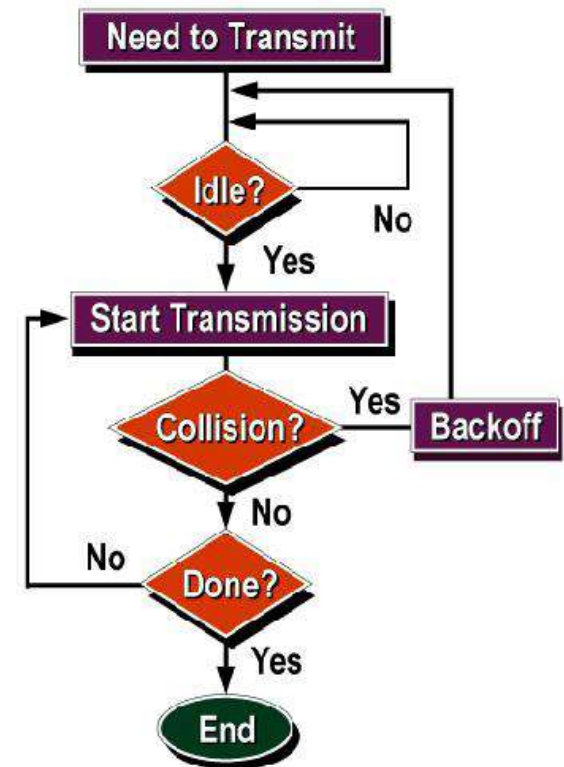 Need to Transmit
Idle?
No
Yes
Start Transmission
Collision?
Yes
Backoff
No
No
Done?
Yes
End